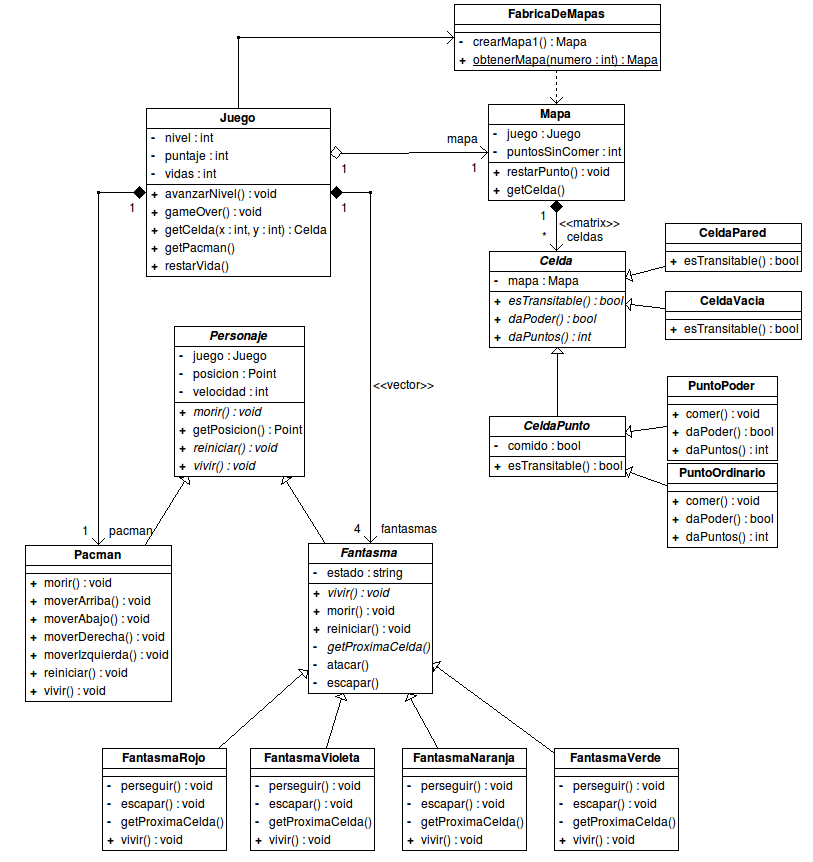 FabricaDeMapas
- crearMapa1() : Mapa
+ obtenerMapa(numero : int) : Mapa
Juego
- nivel : int
- puntaje : int
- vidas : int
+ avanzarNivel() : void
+ gameOver() : void
+ getCelda(x : int, y : int) : Celda
+ getPacman()
+ restarVida()
mapa
1
1
Mapa
- juego : Juego
- puntosSinComer : int
+ restarPunto() : void
+ getCelda()
1
1
1
<<matrix>>
*
celdas
Celda
- mapa : Mapa
+ esTransitable() : bool
+ daPoder() : bool
+ daPuntos() : int
CeldaPared
+ esTransitable() : bool
CeldaVacia
+ esTransitable() : bool
Personaje
- juego : Juego
- posicion : Point
- velocidad : int
+ morir() : void
+ getPosicion() : Point
+ reiniciar() : void
+ vivir() : void
<<vector>>
CeldaPunto
- comido : bool
+ esTransitable() : bool
PuntoPoder
+ comer() : void
+ daPoder() : bool
+ daPuntos() : int
PuntoOrdinario
+ comer() : void
+ daPoder() : bool
+ daPuntos() : int
1
pacman
4
fantasmas
Pacman
+ morir() : void
+ moverArriba() : void
+ moverAbajo() : void
+ moverDerecha() : void
+ moverIzquierda() : void
+ reiniciar() : void
+ vivir() : void
Fantasma
- estado : string
+ vivir() : void
+ morir() : void
+ reiniciar() : void
- getProximaCelda()
- atacar()
- escapar()
FantasmaRojo
- perseguir() : void
- escapar() : void
- getProximaCelda()
+ vivir() : void
FantasmaVioleta
- perseguir() : void
- escapar() : void
- getProximaCelda()
+ vivir() : void
FantasmaNaranja
- perseguir() : void
- escapar() : void
- getProximaCelda()
+ vivir() : void
FantasmaVerde
- perseguir() : void
- escapar() : void
- getProximaCelda()
+ vivir() : void